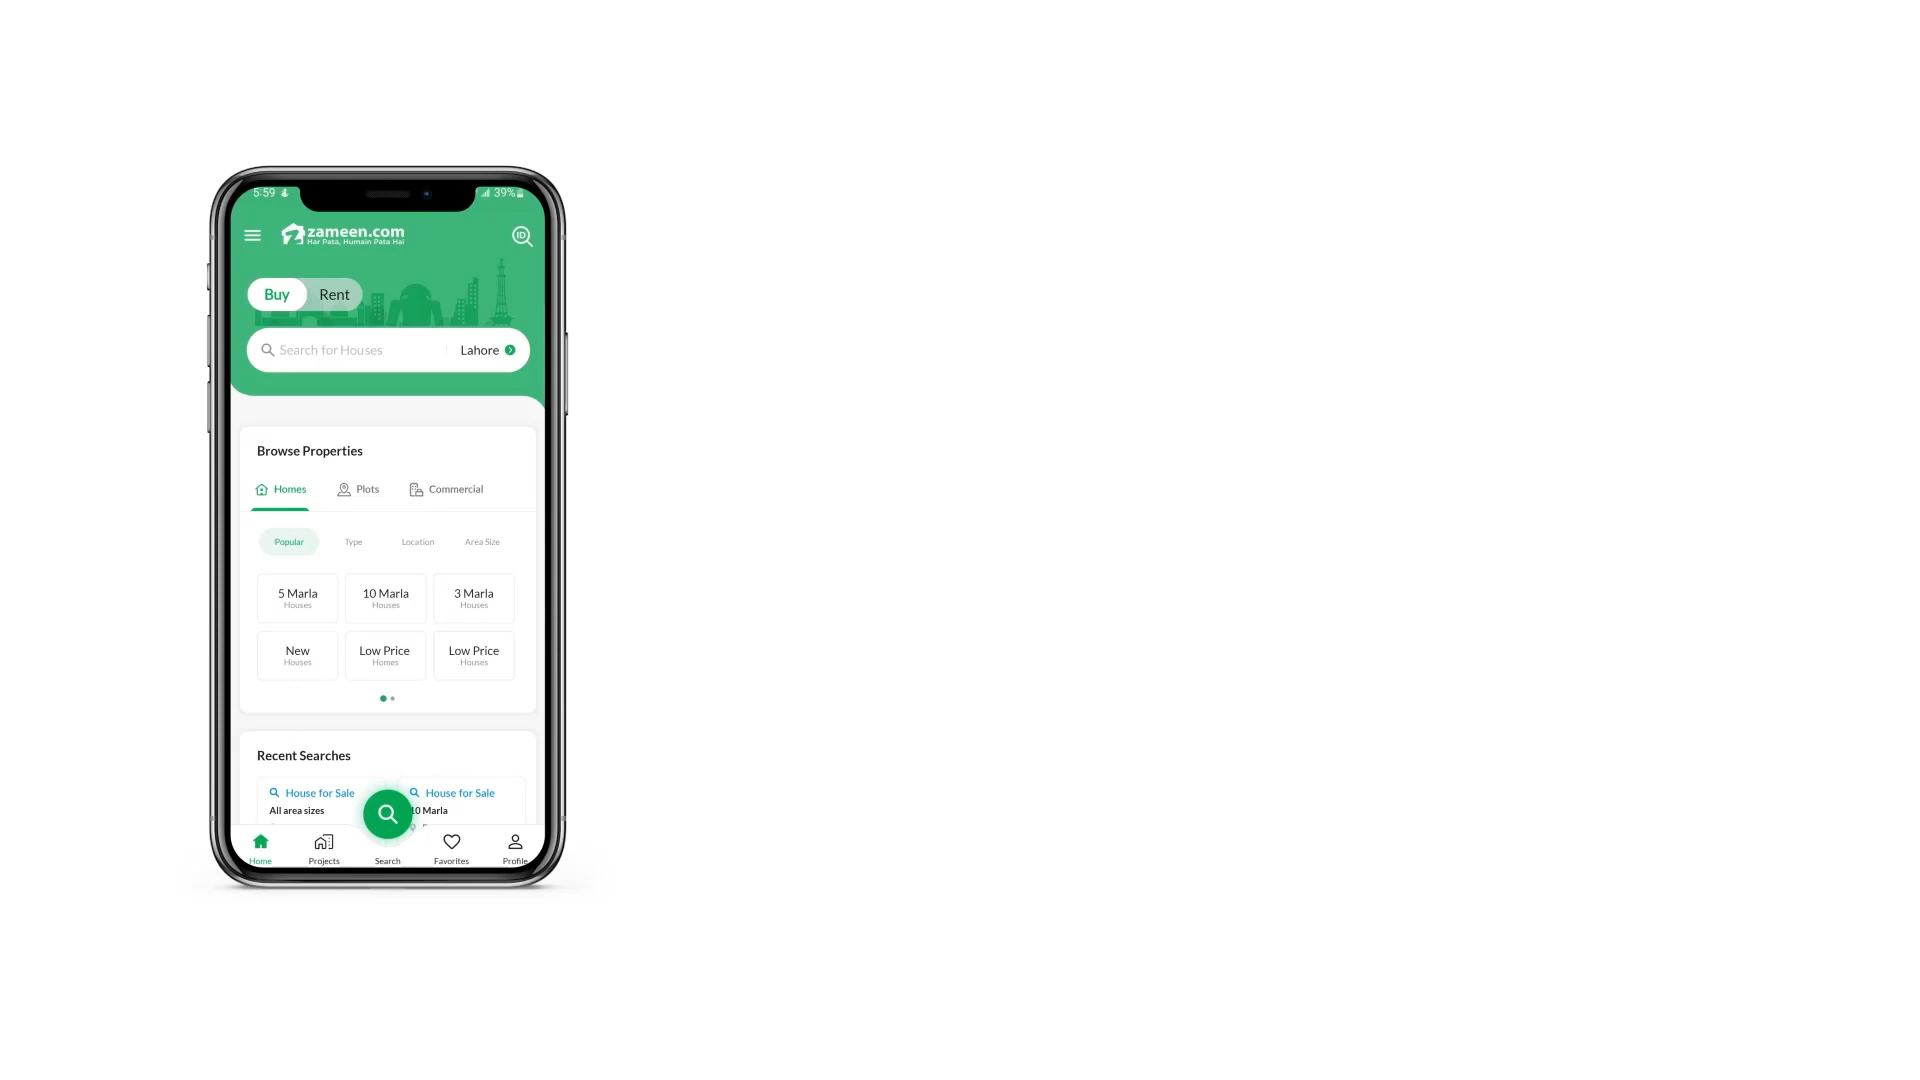 5:59
39%
zameen.com
Har Pata, Humain Pata Hai
ID
Buy Rent
Search for Houses Lahore
Browse Properties
Homes Plots Commercial
Popular Type Location Area Size
5 Marla 10 Marla 3 Marla
Houses Houses Houses
New Low Price Low Price
Houses Homes Houses
Recent Searches
House for Sale House for Sale
All area sizes 10 Marla
Home Projects Search Favorites Profile